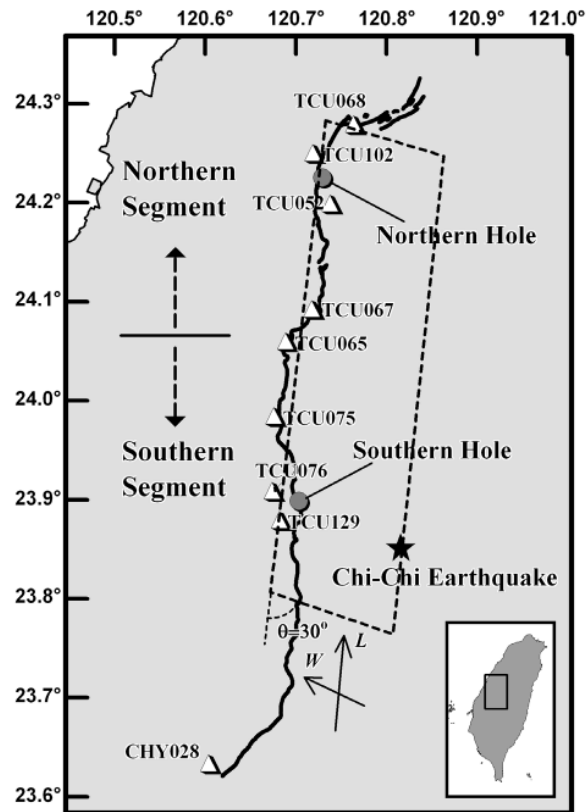 120.5° 120.6° 120.7° 120.8° 120.9° 121.0°
24.3°
24.2°
24.1°
24.0°
23.9°
23.8°
23.7°
23.6°
TCU068
TCU102
Northern
Segment
TCU052
Northern Hole
TCU067
TCU065
TCU075
Southern
Segment
Southern Hole
TCU076
TCU129
Chi-Chi Earthquake
θ=30°
L
W
CHY028